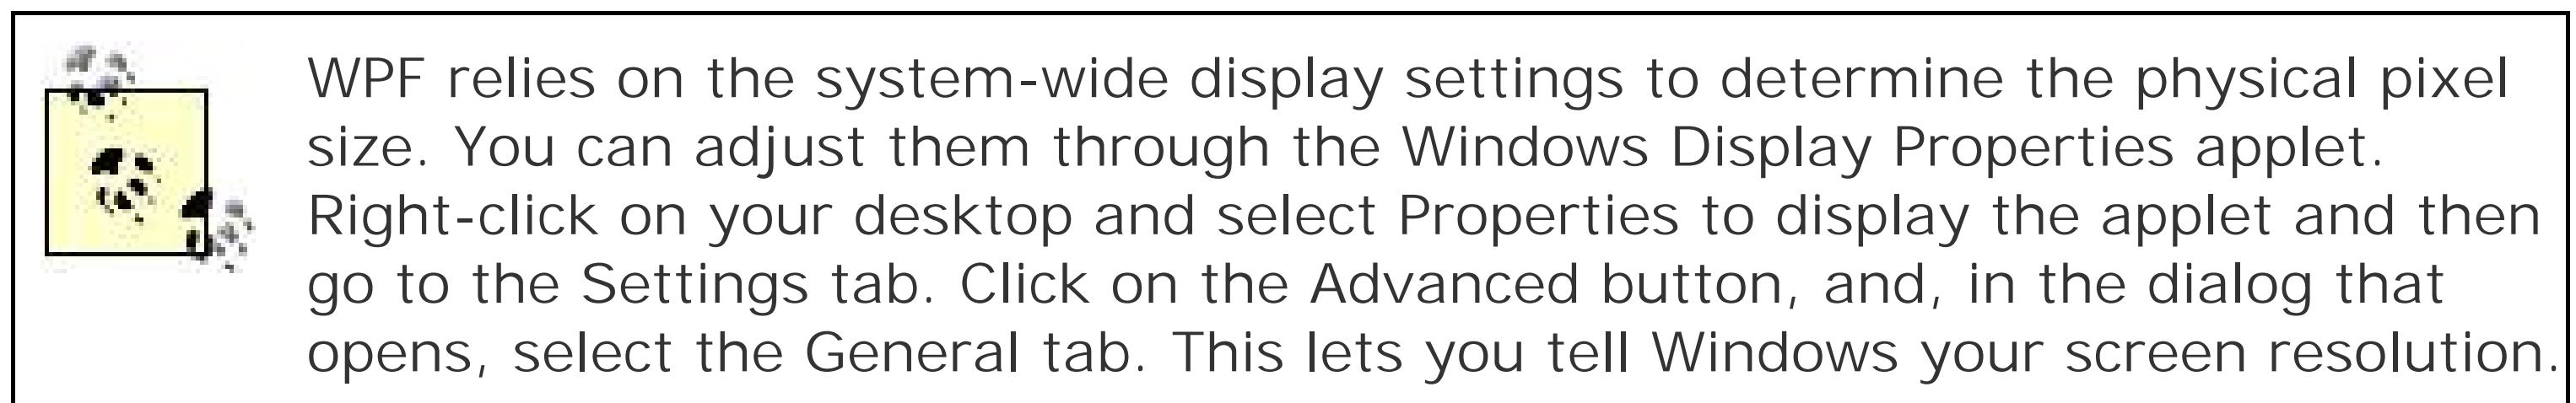 WPF relies on the system-wide display settings to determine the physical pixel
size. You can adjust them through the Windows Display Properties applet.
Right-click on your desktop and select Properties to display the applet and then
go to the Settings tab. Click on the Advanced button, and, in the dialog that
opens, select the General tab. This lets you tell Windows your screen resolution.